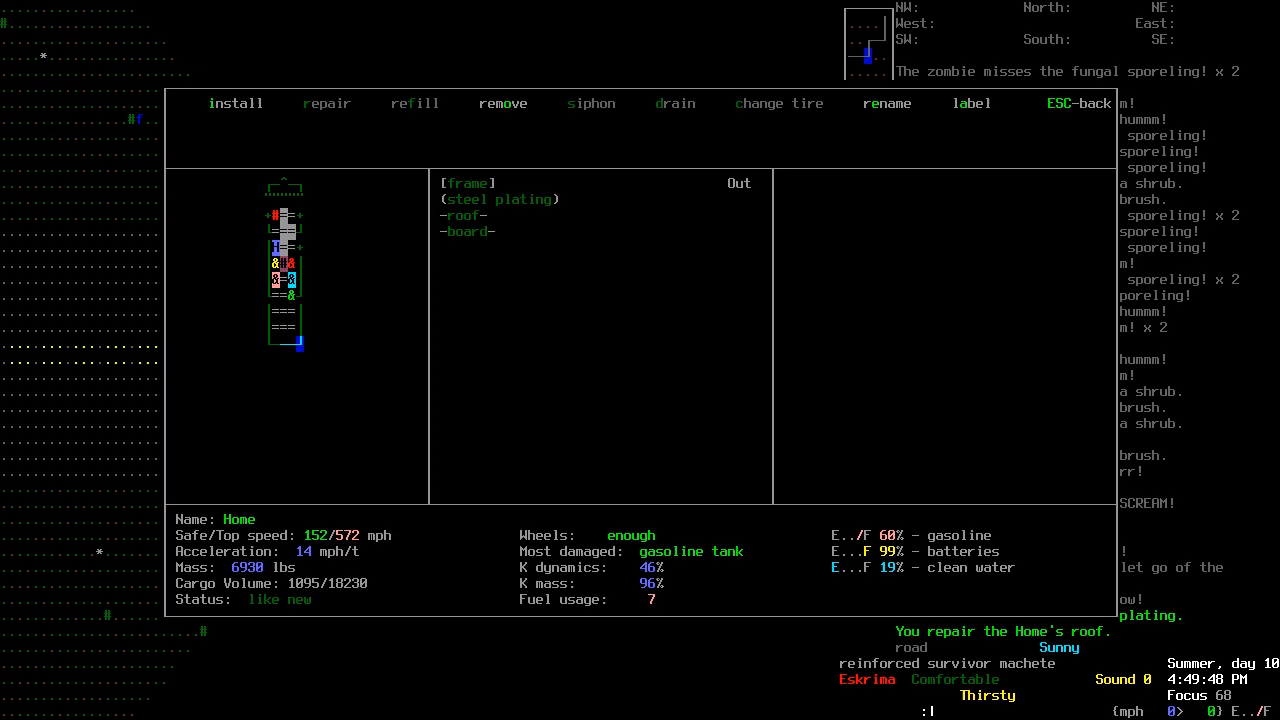 NW: North: NE:
West: East:
SW: South: SE:
The zombie misses the fungal sporeling! x 2
install repair refill remove siphon drain change tire rename label ESC-back
m!
hummm!
sporeling!
sporeling!
sporeling!
[frame] Out
a shrub.
(steel plating)
brush.
-roof-
sporeling! x 2
-board-
sporeling!
sporeling!
m!
sporeling! x 2
poreling!
hummm!
m! x 2
hummm!
m!
a shrub.
brush.
a shrub.
brush.
rr!
SCREAM!
Name: Home
Safe/Top speed: 152/572 mph Wheels: enough E../F 60% - gasoline
Acceleration: 14 mph/t Most damaged: gasoline tank E...F 99% - batteries
!
Mass: 6930 lbs K dynamics: 46% E...F 19% - clean water
let go of the
Cargo Volume: 1095/18230 K mass: 96%
Status: like new Fuel usage: 7
ow!
plating.
You repair the Home's roof.
road Sunny
reinforced survivor machete Summer, day 10
Eskrima Comfortable Sound 0 4:49:48 PM
Thirsty Focus 68
:l {mph 0> 0} E../F